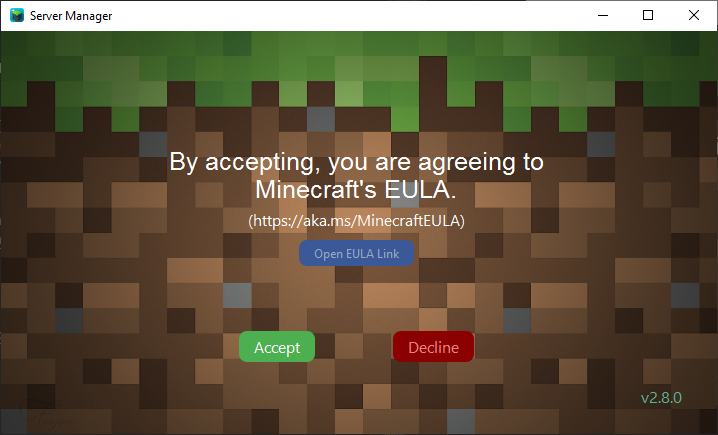 Server Manager
By accepting, you are agreeing to
Minecraft's EULA.
(https://aka.ms/MinecraftEULA)
Open EULA Link
Accept
Decline
v2.8.0